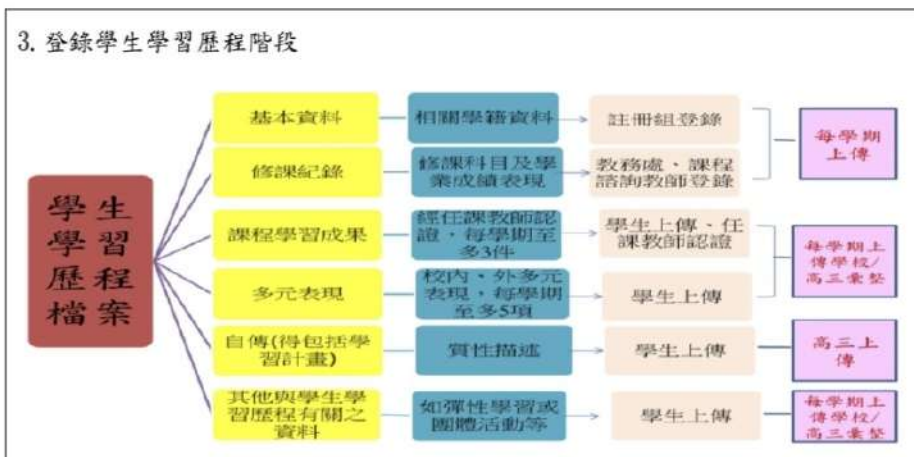 3. 登錄學生學習歷程階段
學生
學習
歷程
檔案
基本資料
相關學籍資料
註冊組登錄
每學期
上傳
修課紀錄
修課科目及學
業成績表現
教務處、課程
諮詢教師登錄
課程學習成果
經任課教師認
證，每學期至
多3件
學生上傳、任
課教師認證
每學期上
傳學校/
高三彙整
多元表現
校內、外多元
表現，每學期
至多5項
學生上傳
自傳(得包括學
習計畫)
質性描述
學生上傳
高三上
傳
其他與學生學
習歷程有關之
資料
如彈性學習或
團體活動等
學生上傳
每學期上
傳學校/
高三彙整